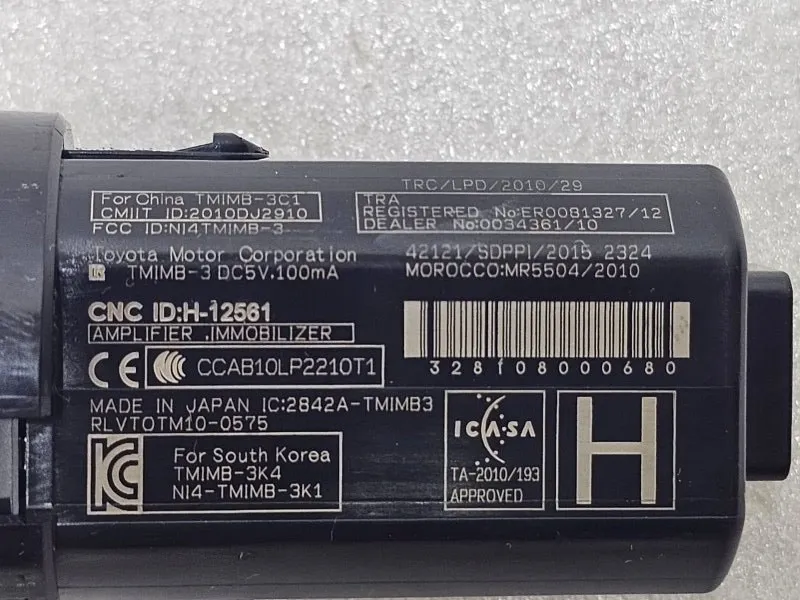 For China TMIMB-3C1
CMIIT ID:2010DJ2910
FCC ID:NI4TMIMB-3
Toyota Motor Corporation
TMIMB-3 DC5V.100mA
CNC ID:H-12561
AMPLIFIER .IMMOBILIZER
CE
CCAB10LP2210T1
MADE IN JAPAN IC:2842A-TMIMB3
RLVTOTM10-0575
KC
For South Korea
TMIMB-3K4
NI4-TMIMB-3K1
TRC/LPD/2010/29
TRA
REGISTERED No:ER0081327/12
DEALER No:0034361/10
42121/SDPPI/2015 2324
MOROCCO:MR5504/2010
328f08000680
ICASA
TA-2010/193
APPROVED
H